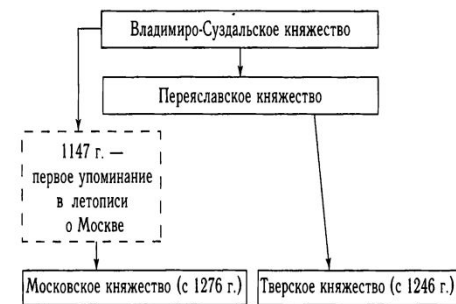 Владимиро-Суздальское княжество
Переяславское княжество
1147 г. —
первое упоминание
в летописи
о Москве
Московское княжество (с 1276 г.)
Тверское княжество (с 1246 г.)